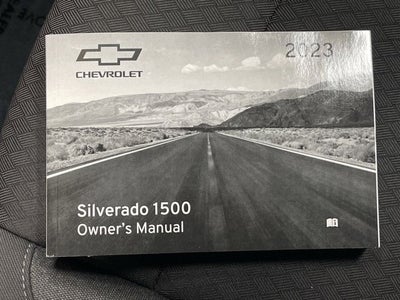 2023
CHEVROLET
Silverado 1500
Owner's Manual